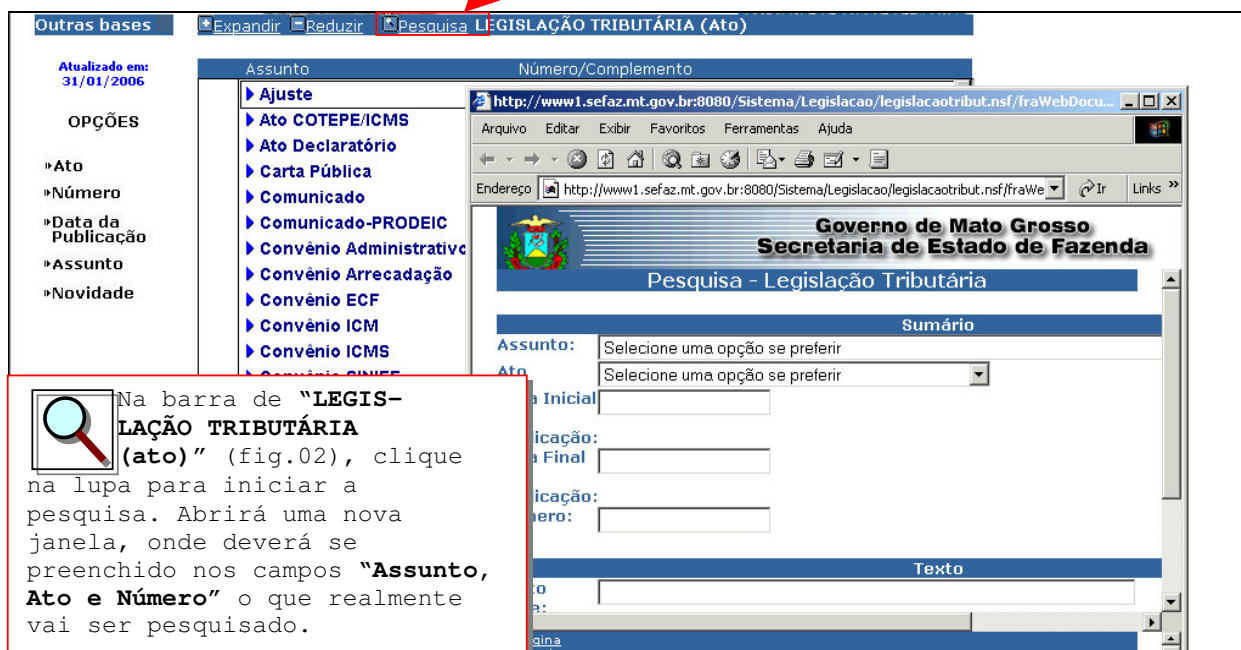 Outras bases
Expandir Reduzir Pesquisa LEGISLAÇÃO TRIBUTÁRIA (Ato)
Atualizado em:
31/01/2006
OPÇÕES
Ato
Número
Data da
Publicação
Assunto
Novidade
Assunto Número/Complemento
Ajuste
Ato COTEPE/ICMS
Ato Declaratório
Carta Pública
Comunicado
Comunicado-PRODEIC
Convênio Administrativo
Convênio Arrecadação
Convênio ECF
Convênio ICM
Convênio ICMS
http://www1.sefaz.mt.gov.br:8080/Sistema/Legislacao/legislacaotribut.nsf/fraWebDocu...
Arquivo Editar Exibir Favoritos Ferramentas Ajuda
Endereço http://www1.sefaz.mt.gov.br:8080/Sistema/Legislacao/legislacaotribut.nsf/fraWe Ir Links »
Governo de Mato Grosso
Secretaria de Estado de Fazenda
Pesquisa - Legislação Tributária
Sumário
Assunto: Selecione uma opção se preferir
Ato Selecione uma opção se preferir
Inicial
icação:
Final
icação:
ero:
Texto
gina
Na barra de “LEGIS–
LAÇÃO TRIBUTÁRIA
(ato)” (fig.02), clique
na lupa para iniciar a
pesquisa. Abrirá uma nova
janela, onde deverá se
preenchido nos campos “Assunto,
Ato e Número” o que realmente
vai ser pesquisado.